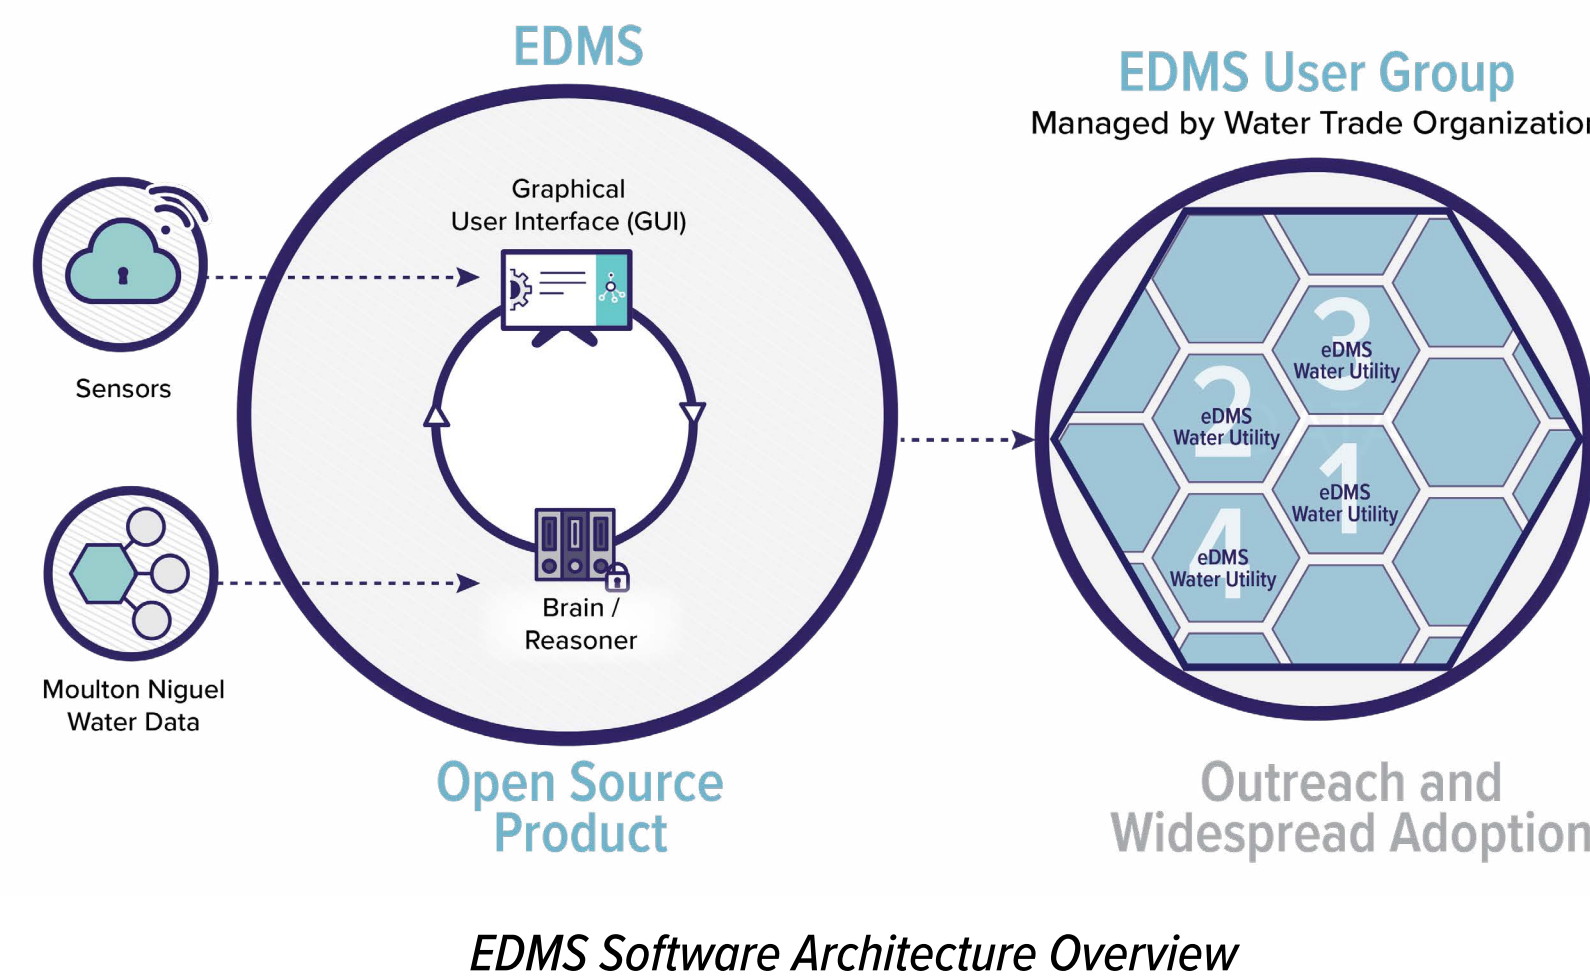 EDMS
EDMS User Group
Managed by Water Trade Organization
Graphical
User Interface (GUI)
Sensors
Brain /
Reasoner
Moulton Niguel
Water Data
3
eDMS
Water Utility
2
eDMS
Water Utility
1
eDMS
Water Utility
4
eDMS
Water Utility
Open Source
Product
Outreach and
Widespread Adoption
EDMS Software Architecture Overview